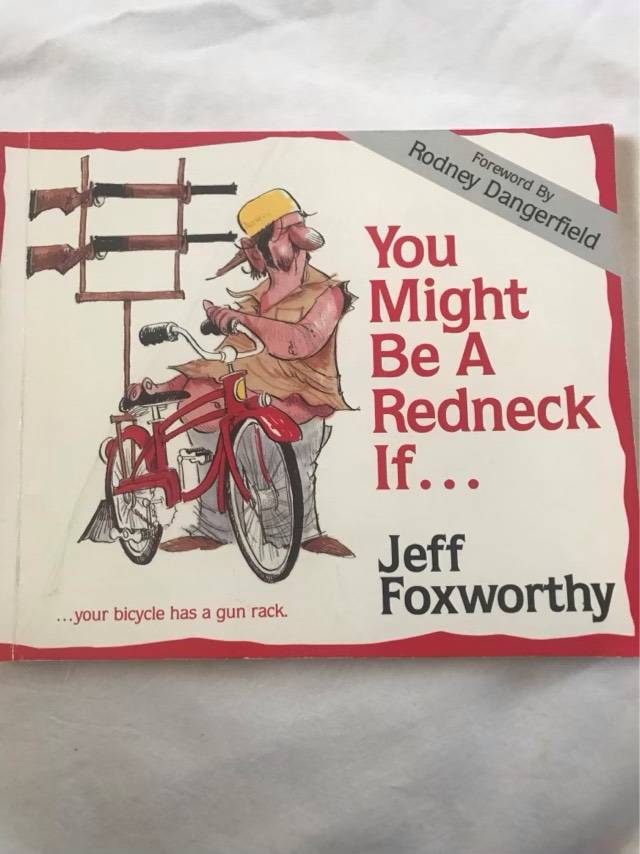 Foreword By
Rodney Dangerfield
You
Might
Be A
Redneck
If...
Jeff
Foxworthy
...your bicycle has a gun rack.